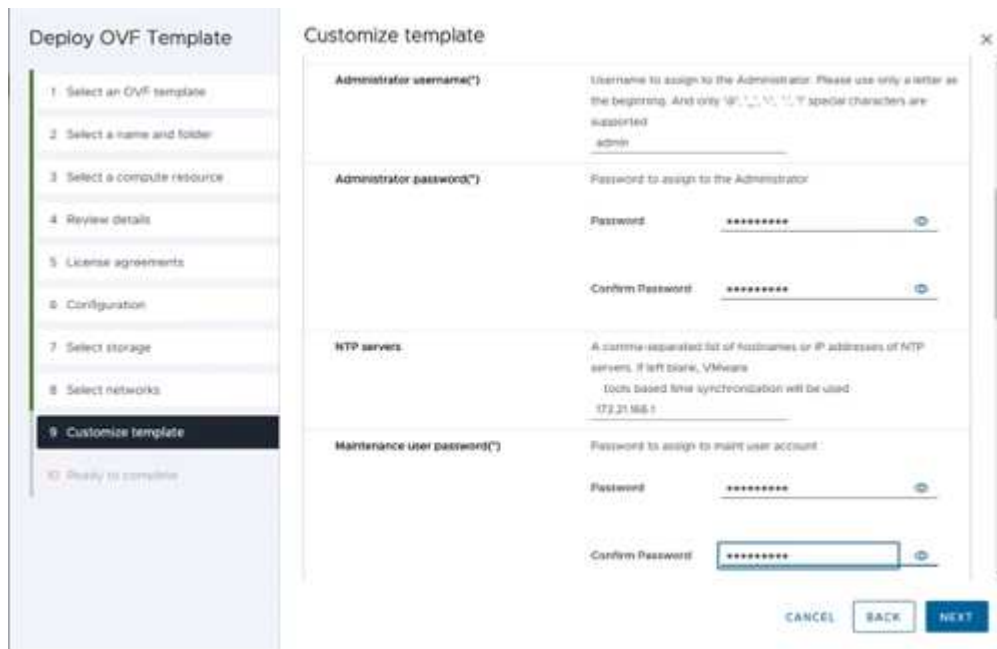 Deploy OVF Template
1 Select an OVF template
2 Select a name and folder
3 Select a compute resource
4 Review details
5 License agreements
6 Configuration
7 Select storage
8 Select networks
9 Customize template
10 Ready to complete
Customize template
Administrator username(*)
Username to assign to the Administrator. Please use only a letter as
the beginning. And only special characters are
supported
admin
Administrator password(*)
Password to assign to the Administrator
Password •••••••••
Confirm Password •••••••••
NTP servers
A comma-separated list of hostnames or IP addresses of NTP
servers. If left blank, VMware
tools based time synchronization will be used
172.21.166.1
Maintenance user password(*)
Password to assign to maint user account
Password •••••••••
Confirm Password •••••••••
CANCEL
BACK
NEXT